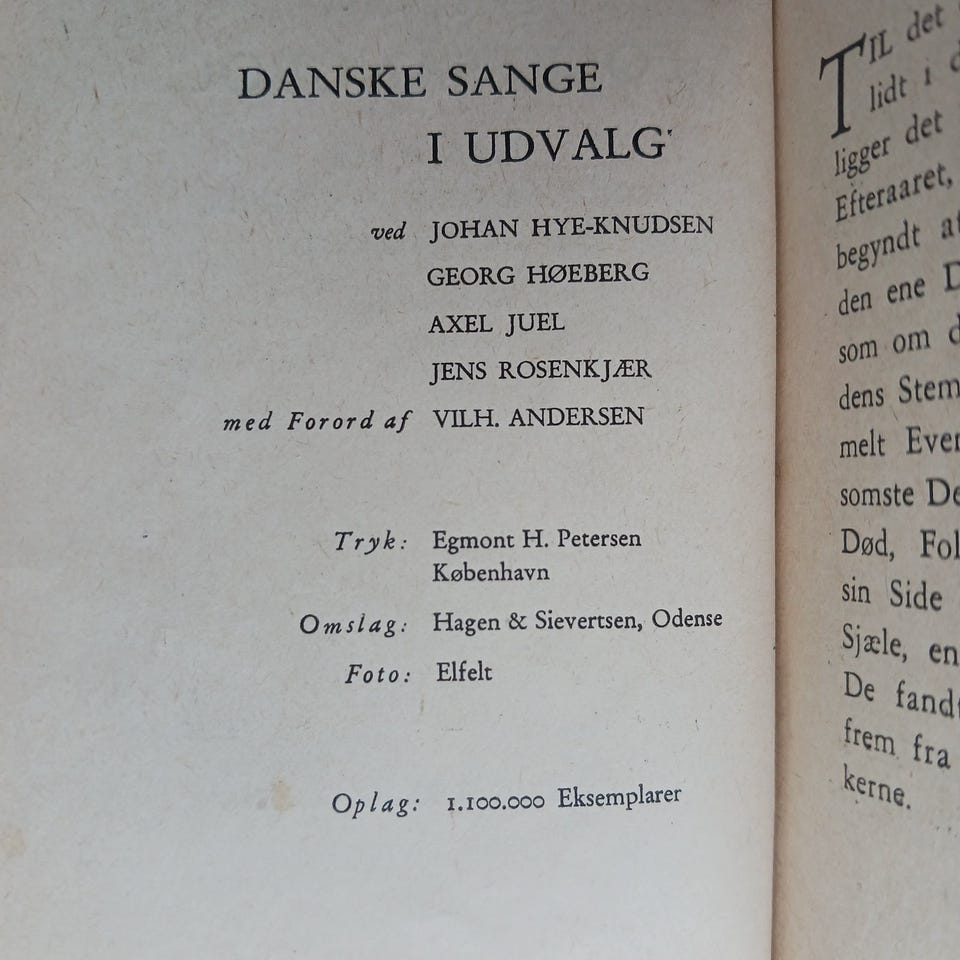 DANSKE SANGE
I UDVALG
ved JOHAN HYE-KNUDSEN
GEORG HØEBERG
AXEL JUEL
JENS ROSENKJÆR
med Forord af VILH. ANDERSEN
Tryk: Egmont H. Petersen
København
Omslag: Hagen & Sievertsen, Odense
Foto: Elfelt
Oplag: 1.100.000 Eksemplarer
TIL det
lidt i
ligger det
Efteraaret,
begyndt
den ene
som om
dens
melt
somste
Død,
sin Side
Sjæle, en
De
frem fra
kerne.